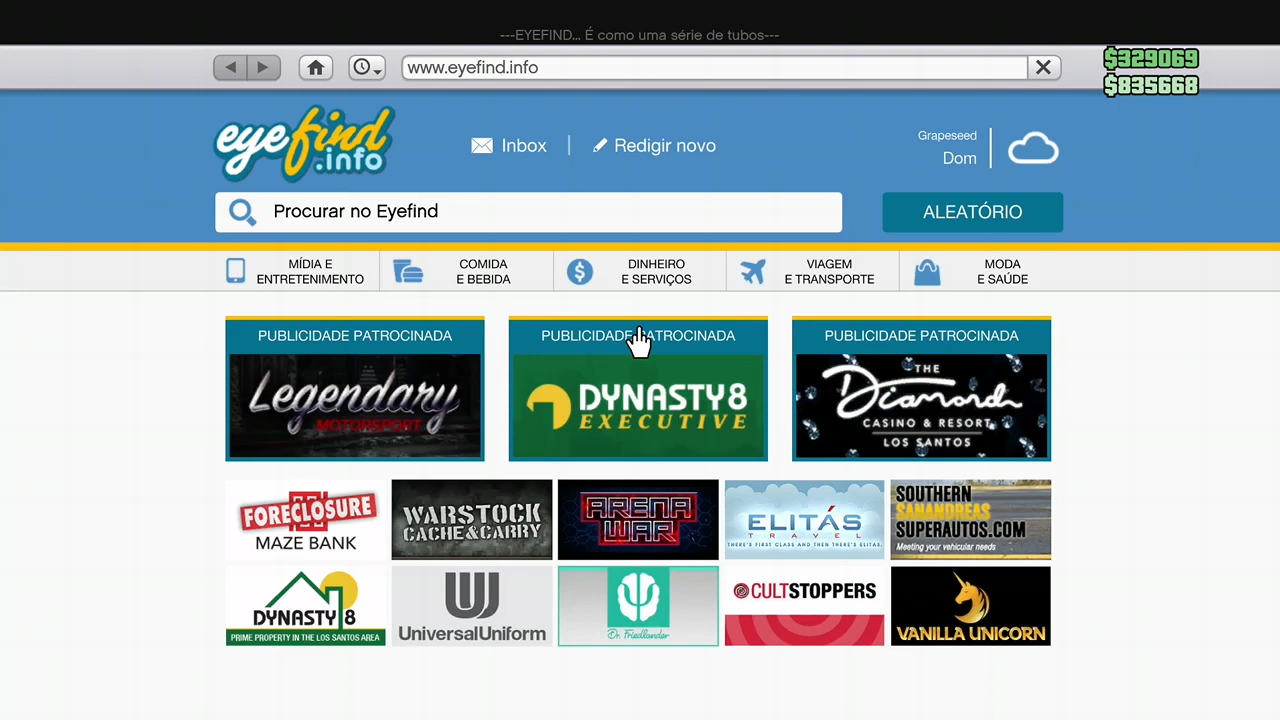 ---EYEFIND... É como uma série de tubos---
www.eyefind.info
$329069
$835668
eyefind
.info
Inbox
Redigir novo
Grapeseed
Dom
Procurar no Eyefind
ALEATÓRIO
MÍDIA E
ENTRETENIMENTO
COMIDA
E BEBIDA
DINHEIRO
E SERVIÇOS
VIAGEM
E TRANSPORTE
MODA
E SAÚDE
PUBLICIDADE PATROCINADA
Legendary
MOTORSPORT
PUBLICIDADE PATROCINADA
DYNASTY8
EXECUTIVE
PUBLICIDADE PATROCINADA
THE
Diamond
CASINO & RESORT
LOS SANTOS
FORECLOSURE
MAZE BANK
WARSTOCK
CACHE&CARRY
ARENA
WAR
ELITÁS
TRAVEL
THERE'S FIRST CLASS AND THEN THERE'S ELITÁS.
SOUTHERN
SANANDREAS
SUPERAUTOS.COM
Meeting your vehicular needs
DYNASTY 8
PRIME PROPERTY IN THE LOS SANTOS AREA
UniversalUniform
Dr. Friedlander
CULTSTOPPERS
VANILLA UNICORN